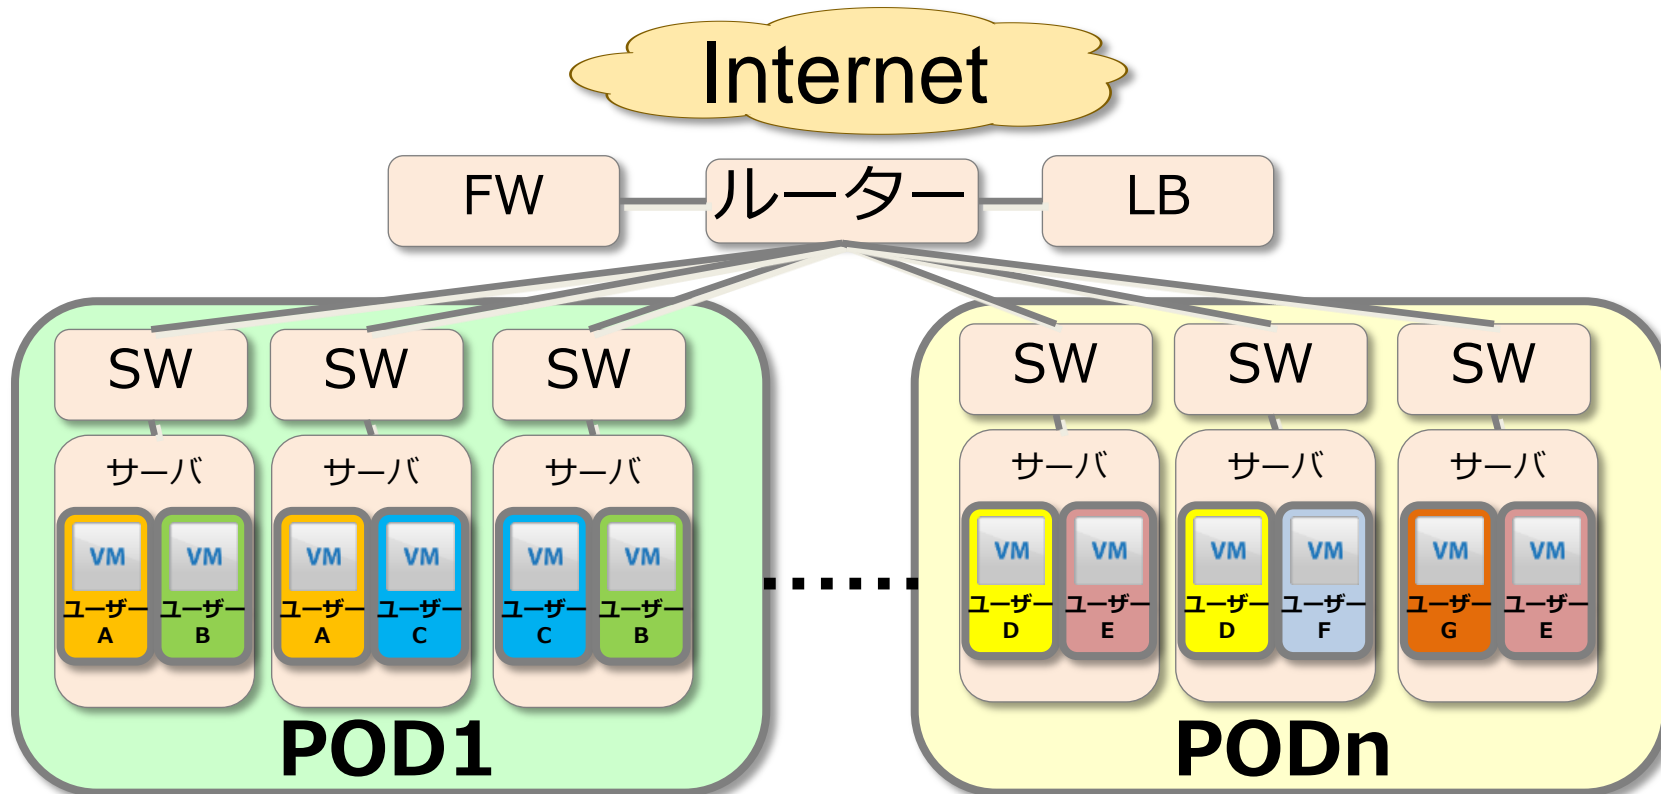 Internet
FW
ルーター
LB
SW
SW
SW
SW
SW
SW
サーバ
サーバ
サーバ
サーバ
サーバ
サーバ
VM
ユーザー
A
VM
ユーザー
B
VM
ユーザー
A
VM
ユーザー
C
VM
ユーザー
C
VM
ユーザー
B
VM
ユーザー
D
VM
ユーザー
E
VM
ユーザー
D
VM
ユーザー
F
VM
ユーザー
G
VM
ユーザー
E
POD1
PODn